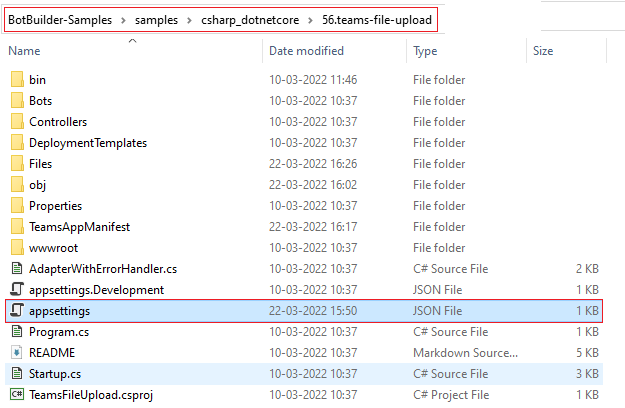 BotBuilder-Samples > samples > csharp_dotnetcore > 56.teams-file-upload
Name Date modified Type Size
bin 10-03-2022 11:46 File folder
Bots 10-03-2022 10:37 File folder
Controllers 10-03-2022 10:37 File folder
DeploymentTemplates 10-03-2022 10:37 File folder
Files 22-03-2022 16:26 File folder
obj 22-03-2022 16:02 File folder
Properties 10-03-2022 10:37 File folder
TeamsAppManifest 22-03-2022 16:17 File folder
wwwroot 10-03-2022 10:37 File folder
AdapterWithErrorHandler.cs 10-03-2022 10:37 C# Source File 2 KB
appsettings.Development 10-03-2022 10:37 JSON File 1 KB
appsettings 22-03-2022 15:50 JSON File 1 KB
Program.cs 10-03-2022 10:37 C# Source File 1 KB
README 10-03-2022 10:37 Markdown Source... 5 KB
Startup.cs 10-03-2022 10:37 C# Source File 3 KB
C# TeamsFileUpload.csproj 10-03-2022 10:37 C# Project File 1 KB